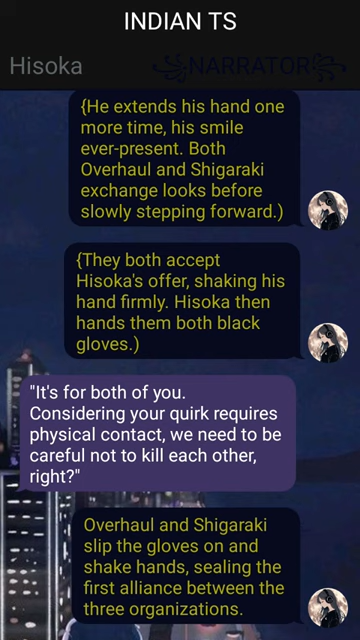 INDIAN TS
Hisoka
NARRATOR
{He extends his hand one
more time, his smile
ever-present. Both
Overhaul and Shigaraki
exchange looks before
slowly stepping forward.)
{They both accept
Hisoka's offer, shaking his
hand firmly. Hisoka then
hands them both black
gloves.)
"It's for both of you.
Considering your quirk requires
physical contact, we need to be
careful not to kill each other,
right?"
Overhaul and Shigaraki
slip the gloves on and
shake hands, sealing the
first alliance between the
three organizations.